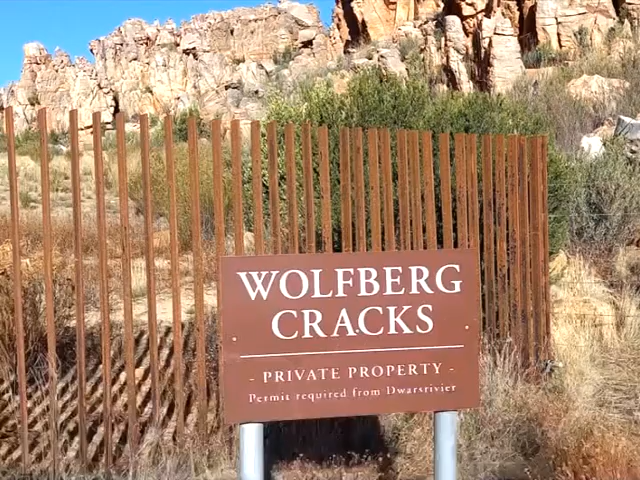 WOLFBERG
CRACKS
- PRIVATE PROPERTY -
Permit required from Dwarsrivier